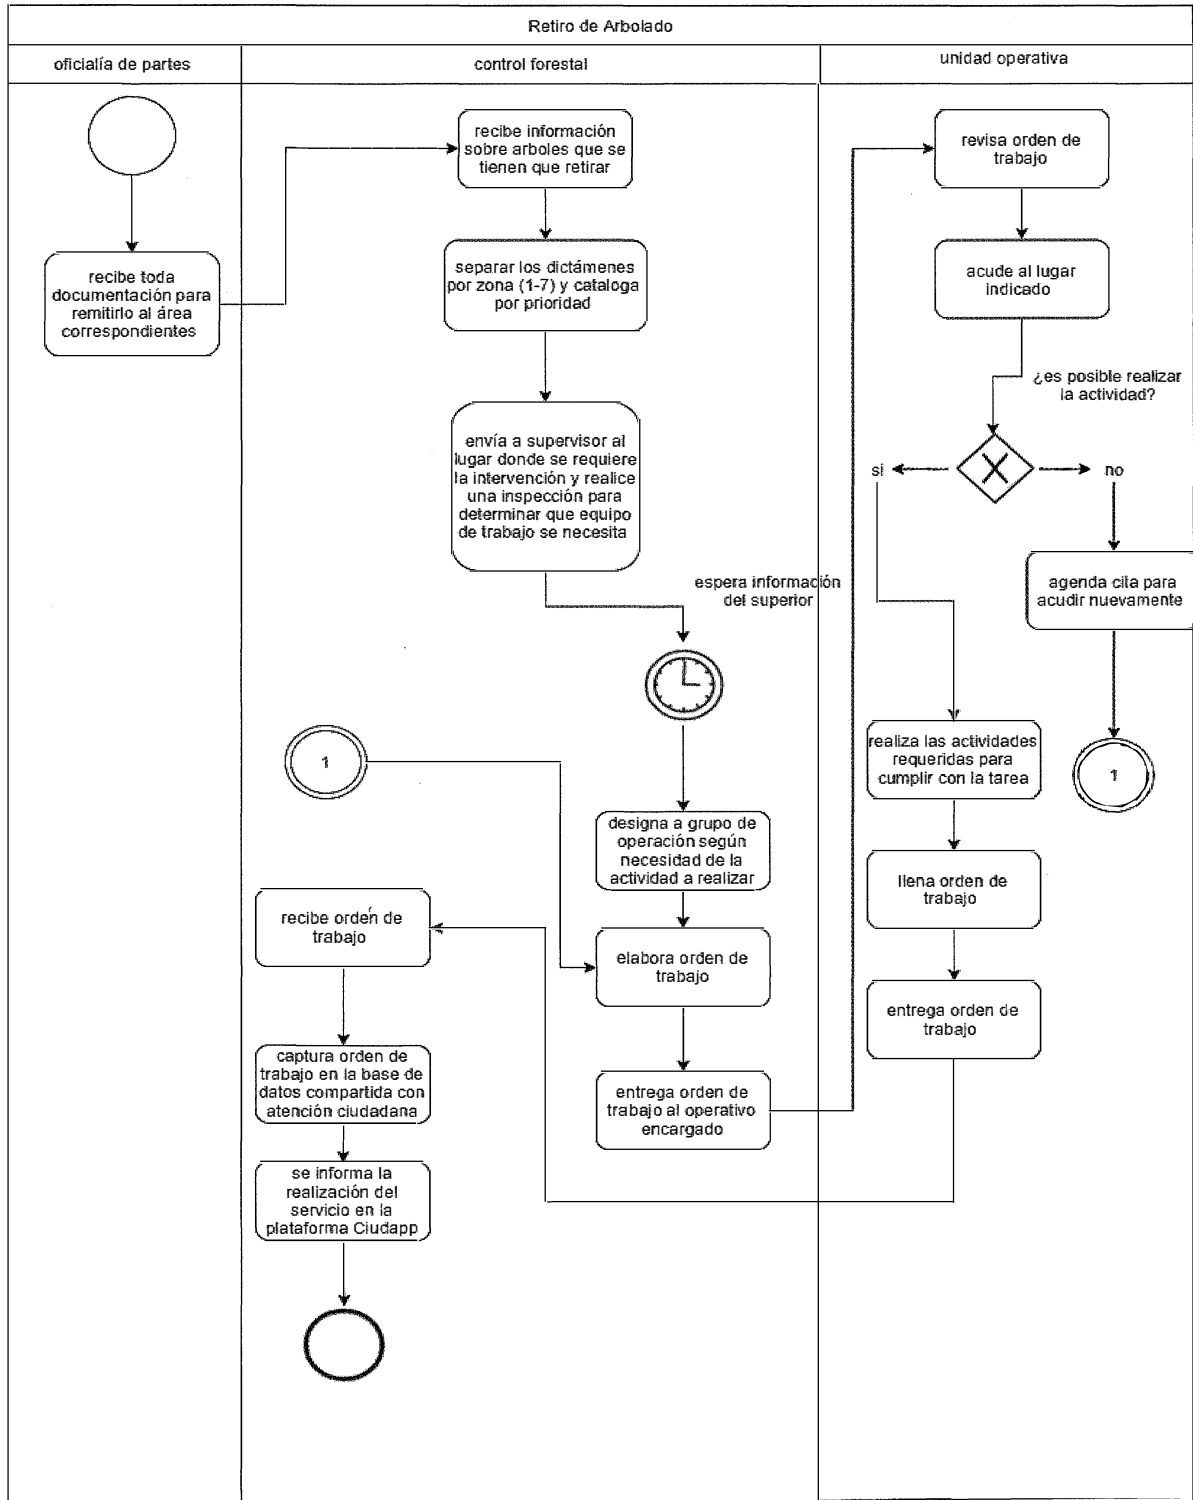 Retiro de Arbolado
oficialía de partes
control forestal
unidad operativa
recibe toda
documentación para
remitirlo al área
correspondientes
recibe información
sobre arboles que se
tienen que retirar
separar los dictámenes
por zona (1-7) y cataloga
por prioridad
envía a supervisor al
lugar donde se requiere
la intervención y realice
una inspección para
determinar que equipo
de trabajo se necesita
espera información
del superior
1
designa a grupo de
operación según
necesidad de la
actividad a realizar
elabora orden de
trabajo
entrega orden de
trabajo al operativo
encargado
recibe orden de
trabajo
captura orden de
trabajo en la base de
datos compartida con
atención ciudadana
se informa la
realización del
servicio en la
plataforma Ciudapp
revisa orden de
trabajo
acude al lugar
indicado
¿es posible realizar
la actividad?
si
no
agenda cita para
acudir nuevamente
1
realiza las actividades
requeridas para
cumplir con la tarea
llena orden de
trabajo
entrega orden de
trabajo